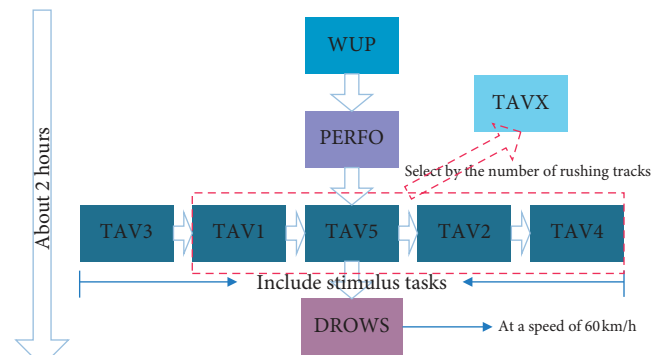 WUP
TAVX
PERFO
Select by the number of rushing tracks
About 2 hours
TAV3 TAV1 TAV5 TAV2 TAV4
Include stimulus tasks
DROWS
At a speed of 60 km/h